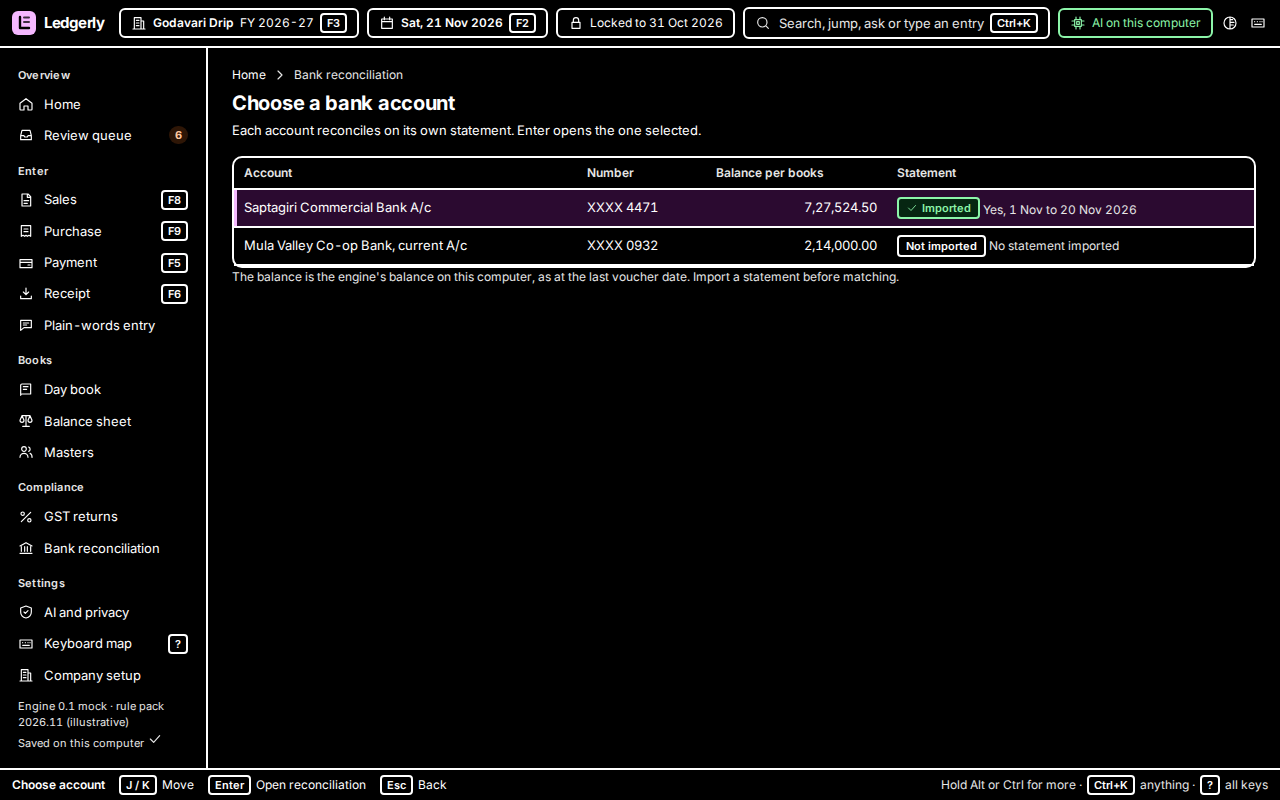 Ledgerly
Godavari Drip FY 2026-27 F3
Sat, 21 Nov 2026 F2
Locked to 31 Oct 2026
Search, jump, ask or type an entry Ctrl+K
AI on this computer
Overview
Home
Review queue 6
Enter
Sales F8
Purchase F9
Payment F5
Receipt F6
Plain-words entry
Books
Day book
Balance sheet
Masters
Compliance
GST returns
Bank reconciliation
Settings
AI and privacy
Keyboard map ?
Company setup
Engine 0.1 mock · rule pack
2026.11 (illustrative)
Saved on this computer
Home Bank reconciliation
Choose a bank account
Each account reconciles on its own statement. Enter opens the one selected.
Account Number Balance per books Statement
Saptagiri Commercial Bank A/c XXXX 4471 7,27,524.50 Imported Yes, 1 Nov to 20 Nov 2026
Mula Valley Co-op Bank, current A/c XXXX 0932 2,14,000.00 Not imported No statement imported
The balance is the engine's balance on this computer, as at the last voucher date. Import a statement before matching.
Choose account J / K Move Enter Open reconciliation Esc Back
Hold Alt or Ctrl for more · Ctrl+K anything · ? all keys